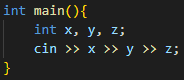 int main(){
    int x, y, z;
    cin >> x >> y >> z;
}